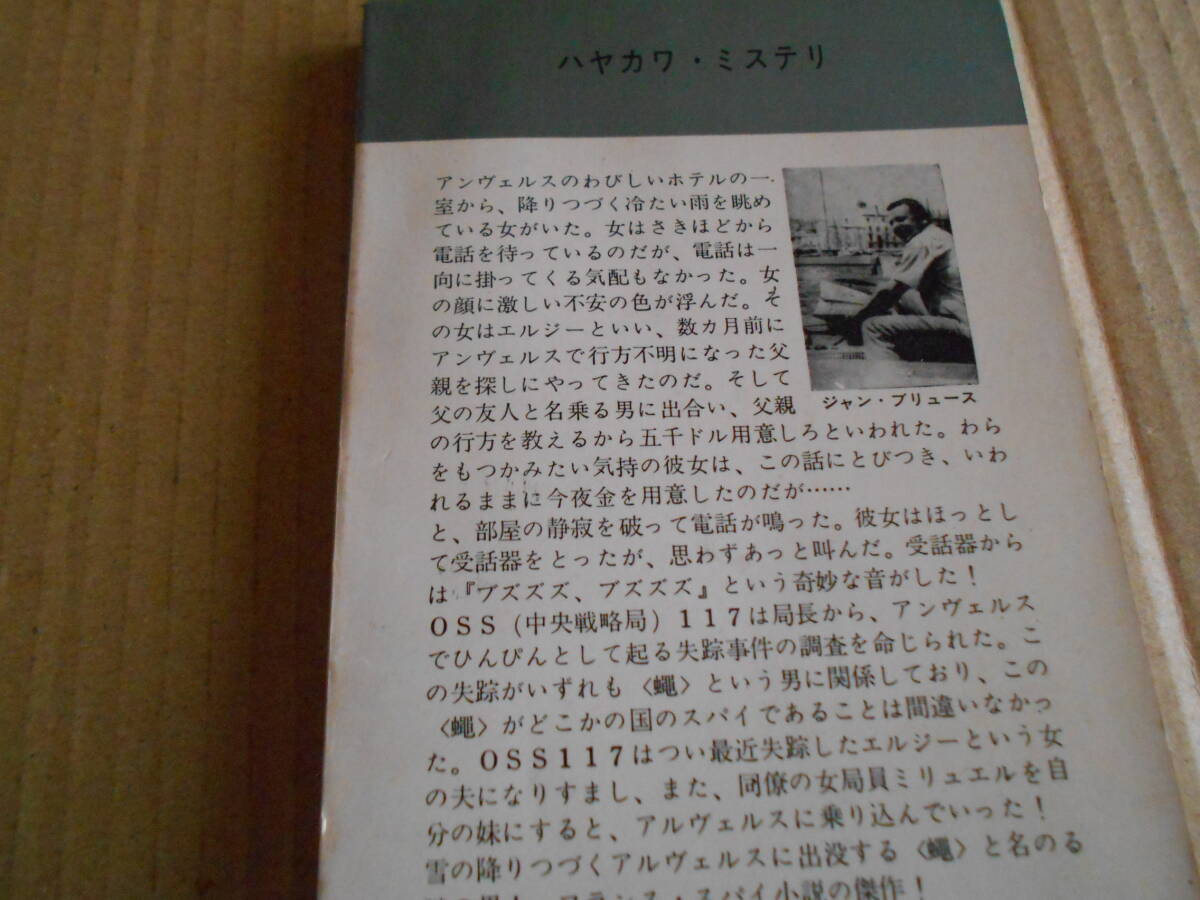 ハヤカワ・ミステリ
アンヴェルスのわびしいホテルの一
室から、降りつづく冷たい雨を眺め
ている女がいた。女はさきほどから
電話を待っているのだが、電話は一
向に掛ってくる気配もなかった。女
の顔に激しい不安の色が浮んだ。そ
の女はエルジーといい、数カ月前に
アンヴェルスで行方不明になった父
親を探しにやってきたのだ。そして
父の友人と名乗る男に出合い、父親
ジャン・ブリュース
の行方を教えるから五千ドル用意しろといわれた。わら
をもつかみたい気持の彼女は、この話にとびつき、いわ
れるままに今夜金を用意したのだが……
と、部屋の静寂を破って電話が鳴った。彼女はほっとし
て受話器をとったが、思わずあっと叫んだ。受話器から
は『ブズズズ、ブズズズ』という奇妙な音がした！
OSS（中央戦略局）117は局長から、アンヴェルス
でひんぴんとして起る失踪事件の調査を命じられた。こ
の失踪がいずれも〈蠅〉という男に関係しており、この
〈蠅〉がどこかの国のスパイであることは間違いなかっ
た。OSS117はつい最近失踪したエルジーという女
の夫になりすまし、また、同僚の女局員ミリュエルを自
分の妹にすると、アルヴェルスに乗り込んでいった！
雪の降りつづくアルヴェルスに出没する〈蠅〉と名のる
フランス・スパイ小説の傑作！